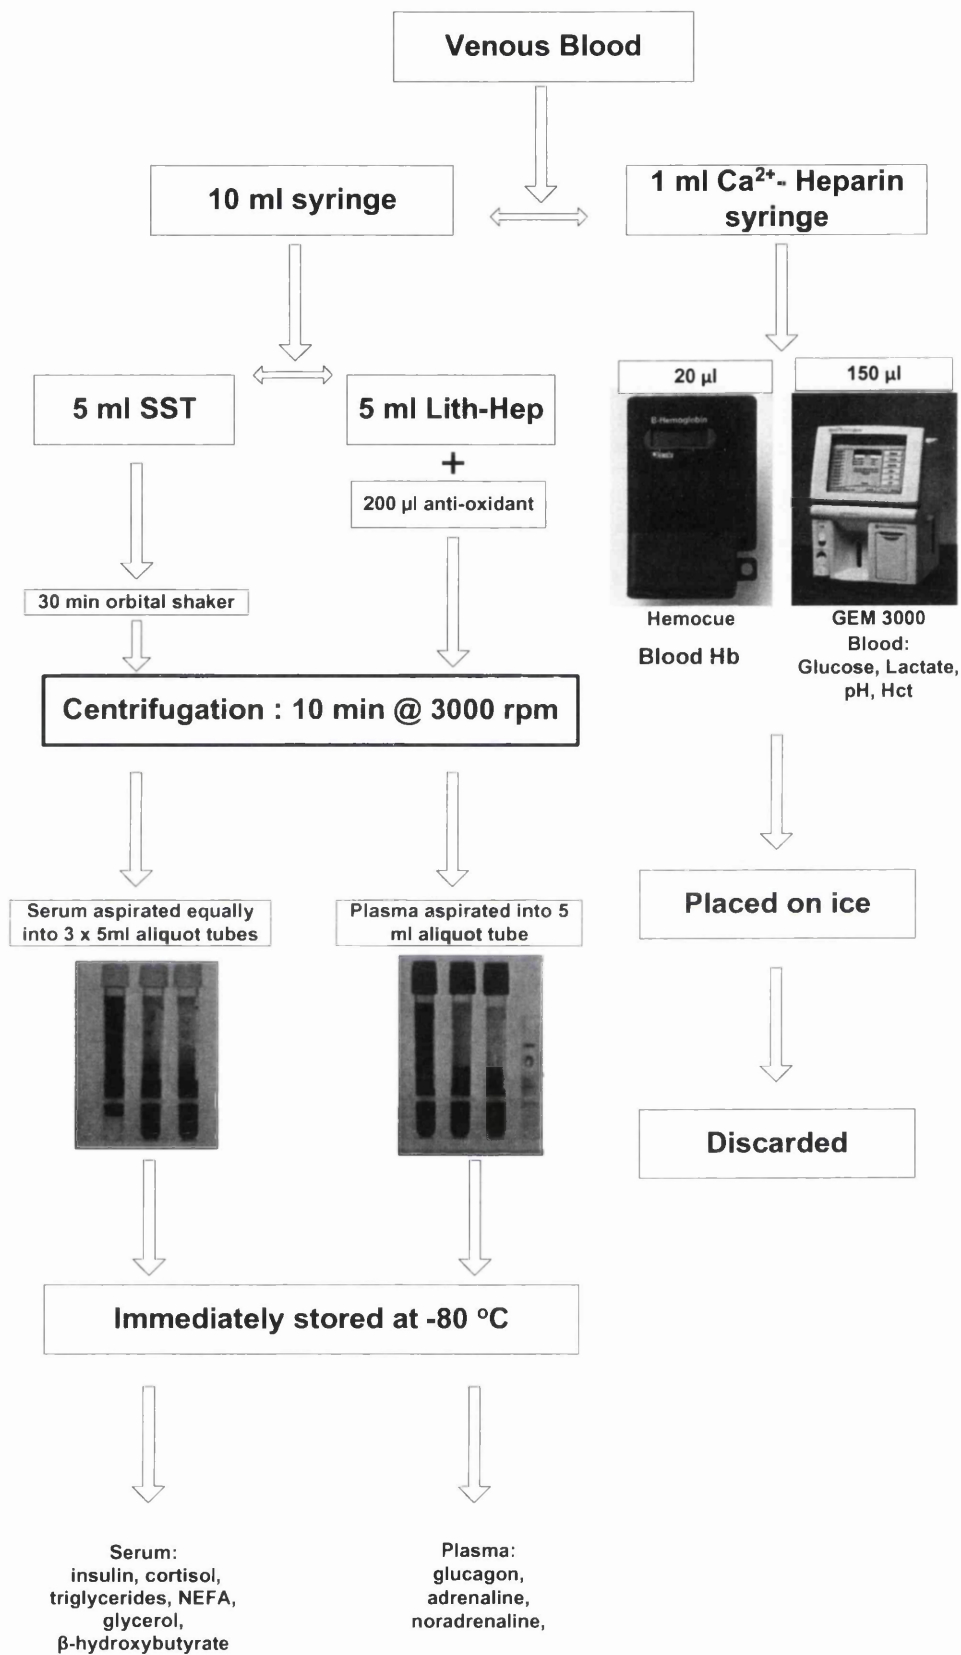 Venous Blood
10 ml syringe
1 ml Ca²⁺- Heparin
syringe
5 ml SST
5 ml Lith-Hep
+
200 µl anti-oxidant
20 µl
150 µl
B-Hemoglobin
30 min orbital shaker
Hemocue
Blood Hb
GEM 3000
Blood:
Glucose, Lactate,
pH, Hct
Centrifugation : 10 min @ 3000 rpm
Serum aspirated equally
into 3 x 5ml aliquot tubes
Plasma aspirated into 5
ml aliquot tube
Placed on ice
Discarded
Immediately stored at -80 °C
Serum:
insulin, cortisol,
triglycerides, NEFA,
glycerol,
β-hydroxybutyrate
Plasma:
glucagon,
adrenaline,
noradrenaline,